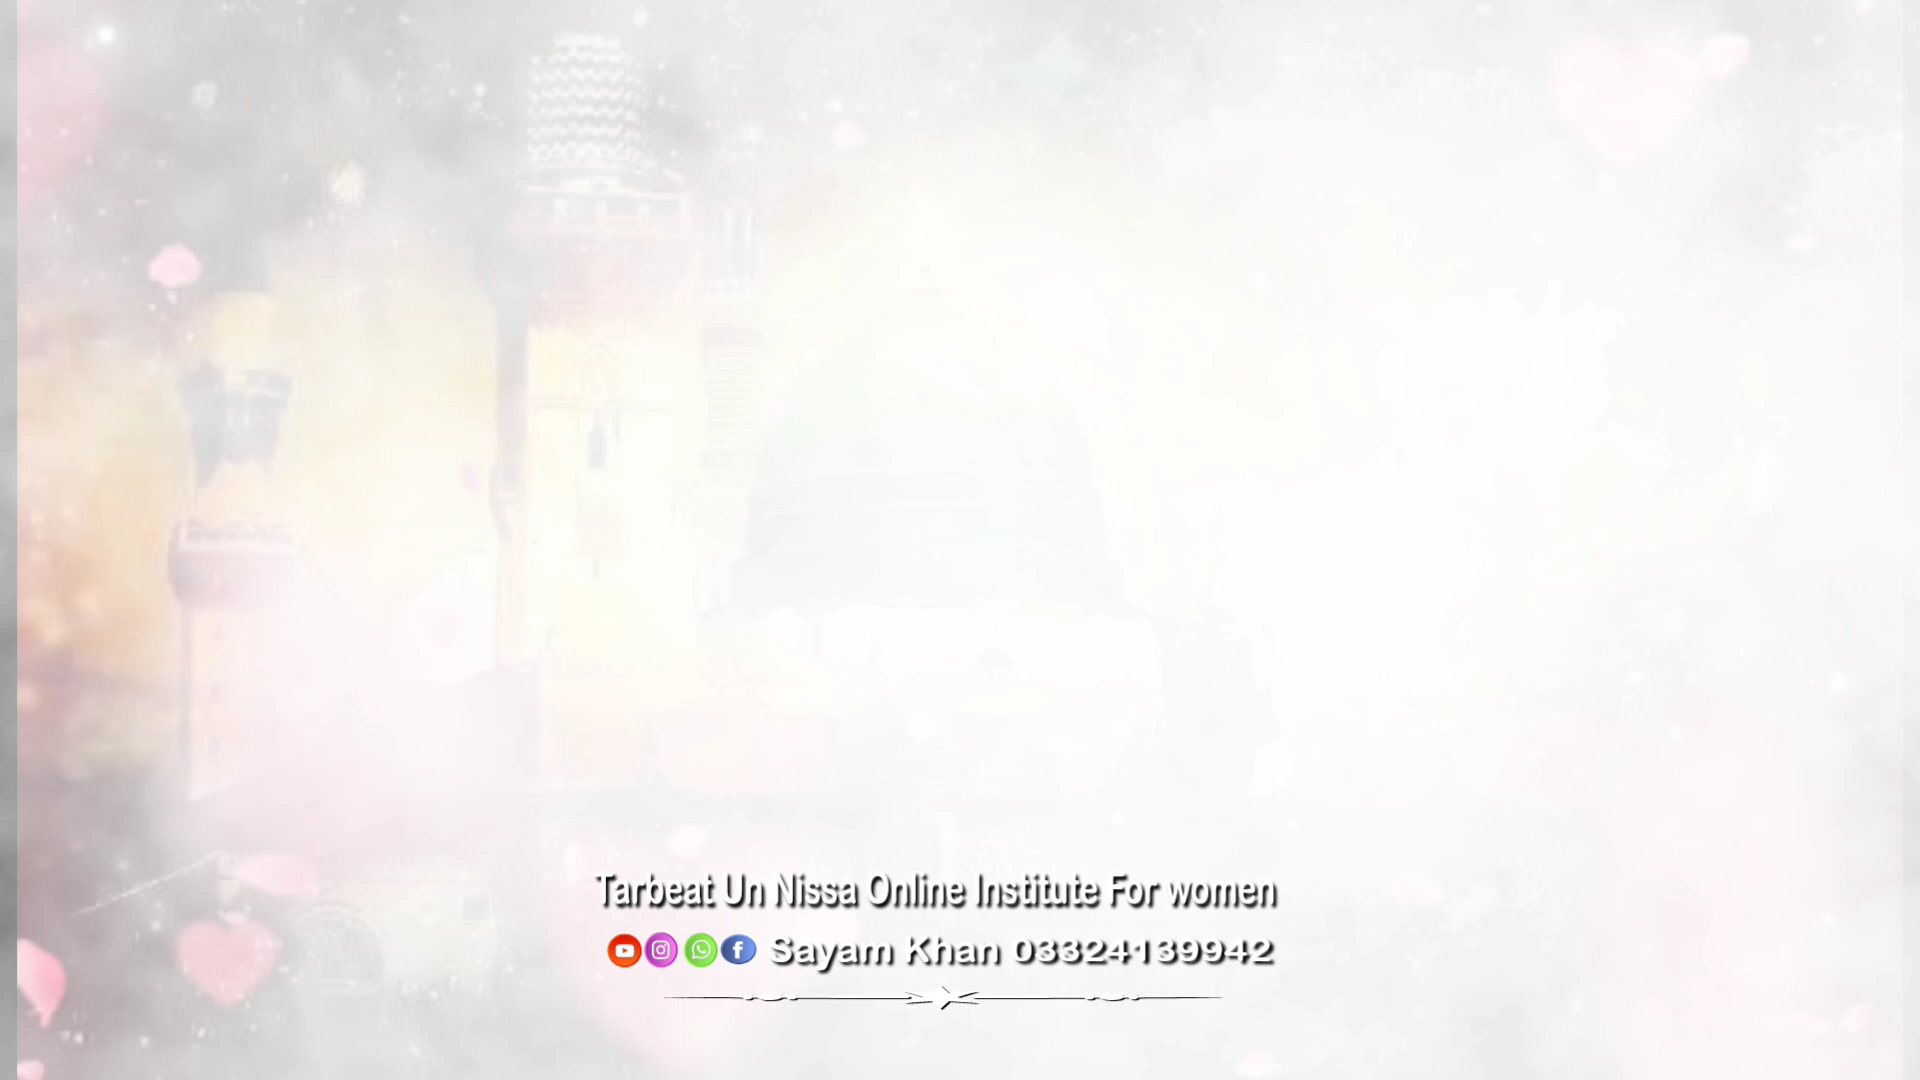 Tarbeat Un Nissa Online Institute For women
Sayam Khan 03324139942